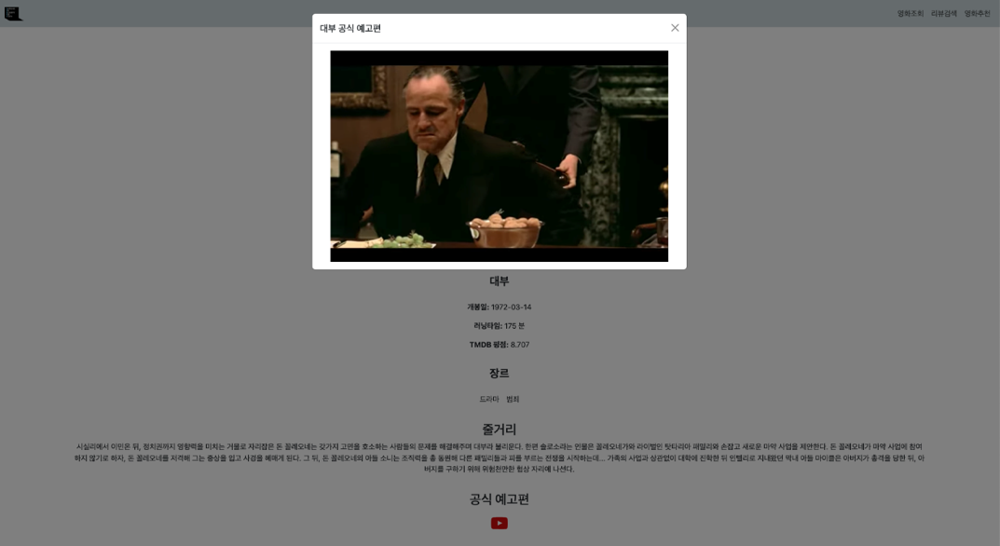 영화조회 리뷰검색 영화추천
대부 공식 예고편
대부
개봉일: 1972-03-14
러닝타임: 175 분
TMDB 평점: 8.707
장르
드라마 범죄
줄거리
시실리에서 이민온 뒤, 정치권까지 영향력을 미치는 거물로 자리잡은 돈 꼴레오네는 갖가지 고민을 호소하는 사람들의 문제를 해결해주며 대부라 불리운다. 한편 솔로소라는 인물은 꼴레오네가와 라이벌인 탓타리아 패밀리와 손잡고 새로운 마약 사업을 제안한다. 돈 꼴레오네가 마약 사업에 참여
하지 않기로 하자, 돈 꼴레오네를 저격해 그는 중상을 입고 사경을 헤매게 된다. 그 뒤, 돈 꼴레오네의 아들 소니는 조직력을 총 동원해 다른 패밀리들과 피를 부르는 전쟁을 시작하는데... 가족의 사업과 상관없이 대학에 진학한 뒤 인텔리로 지내왔던 막내 아들 마이클은 아버지가 총격을 당한 뒤, 아
버지를 구하기 위해 위험천만한 협상 자리에 나선다.
공식 예고편